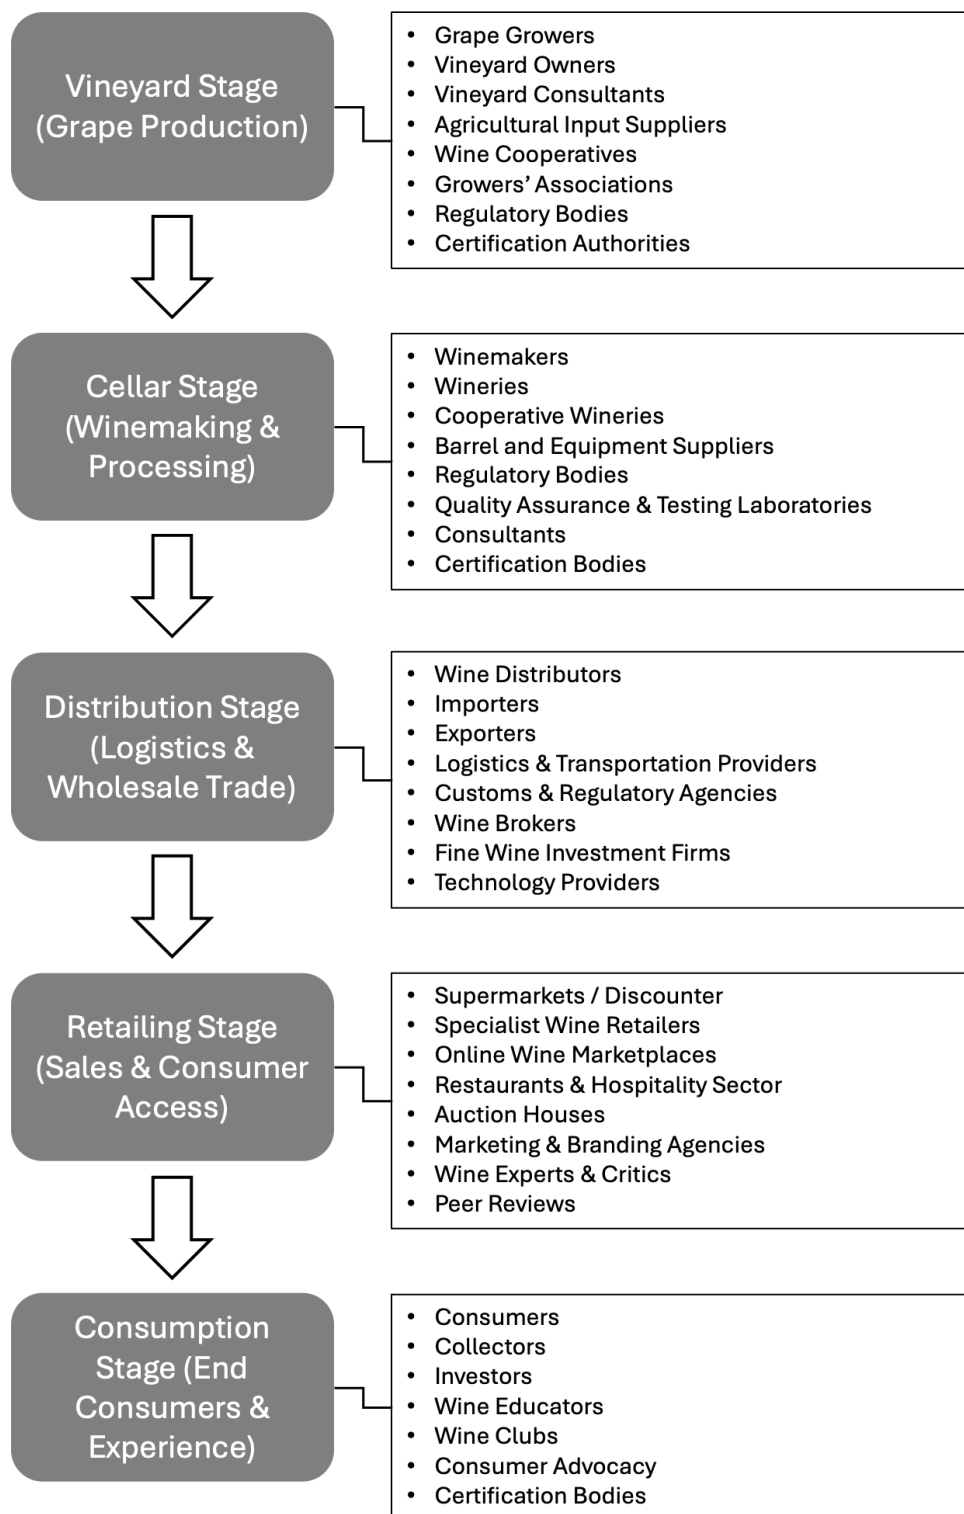 Vineyard Stage
(Grape Production)
• Grape Growers
• Vineyard Owners
• Vineyard Consultants
• Agricultural Input Suppliers
• Wine Cooperatives
• Growers’ Associations
• Regulatory Bodies
• Certification Authorities
Cellar Stage
(Winemaking &
Processing)
• Winemakers
• Wineries
• Cooperative Wineries
• Barrel and Equipment Suppliers
• Regulatory Bodies
• Quality Assurance & Testing Laboratories
• Consultants
• Certification Bodies
Distribution Stage
(Logistics &
Wholesale Trade)
• Wine Distributors
• Importers
• Exporters
• Logistics & Transportation Providers
• Customs & Regulatory Agencies
• Wine Brokers
• Fine Wine Investment Firms
• Technology Providers
Retailing Stage
(Sales & Consumer
Access)
• Supermarkets / Discounter
• Specialist Wine Retailers
• Online Wine Marketplaces
• Restaurants & Hospitality Sector
• Auction Houses
• Marketing & Branding Agencies
• Wine Experts & Critics
• Peer Reviews
Consumption
Stage (End
Consumers &
Experience)
• Consumers
• Collectors
• Investors
• Wine Educators
• Wine Clubs
• Consumer Advocacy
• Certification Bodies